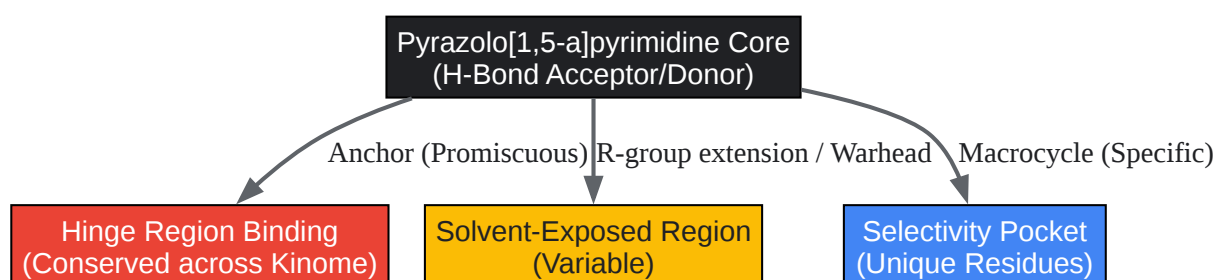 Pyrazolo[1,5-a]pyrimidine Core
(H-Bond Acceptor/Donor)
Anchor (Promiscuous)
R-group extension / Warhead
Macrocycle (Specific)
Hinge Region Binding
(Conserved across Kinome)
Solvent-Exposed Region
(Variable)
Selectivity Pocket
(Unique Residues)